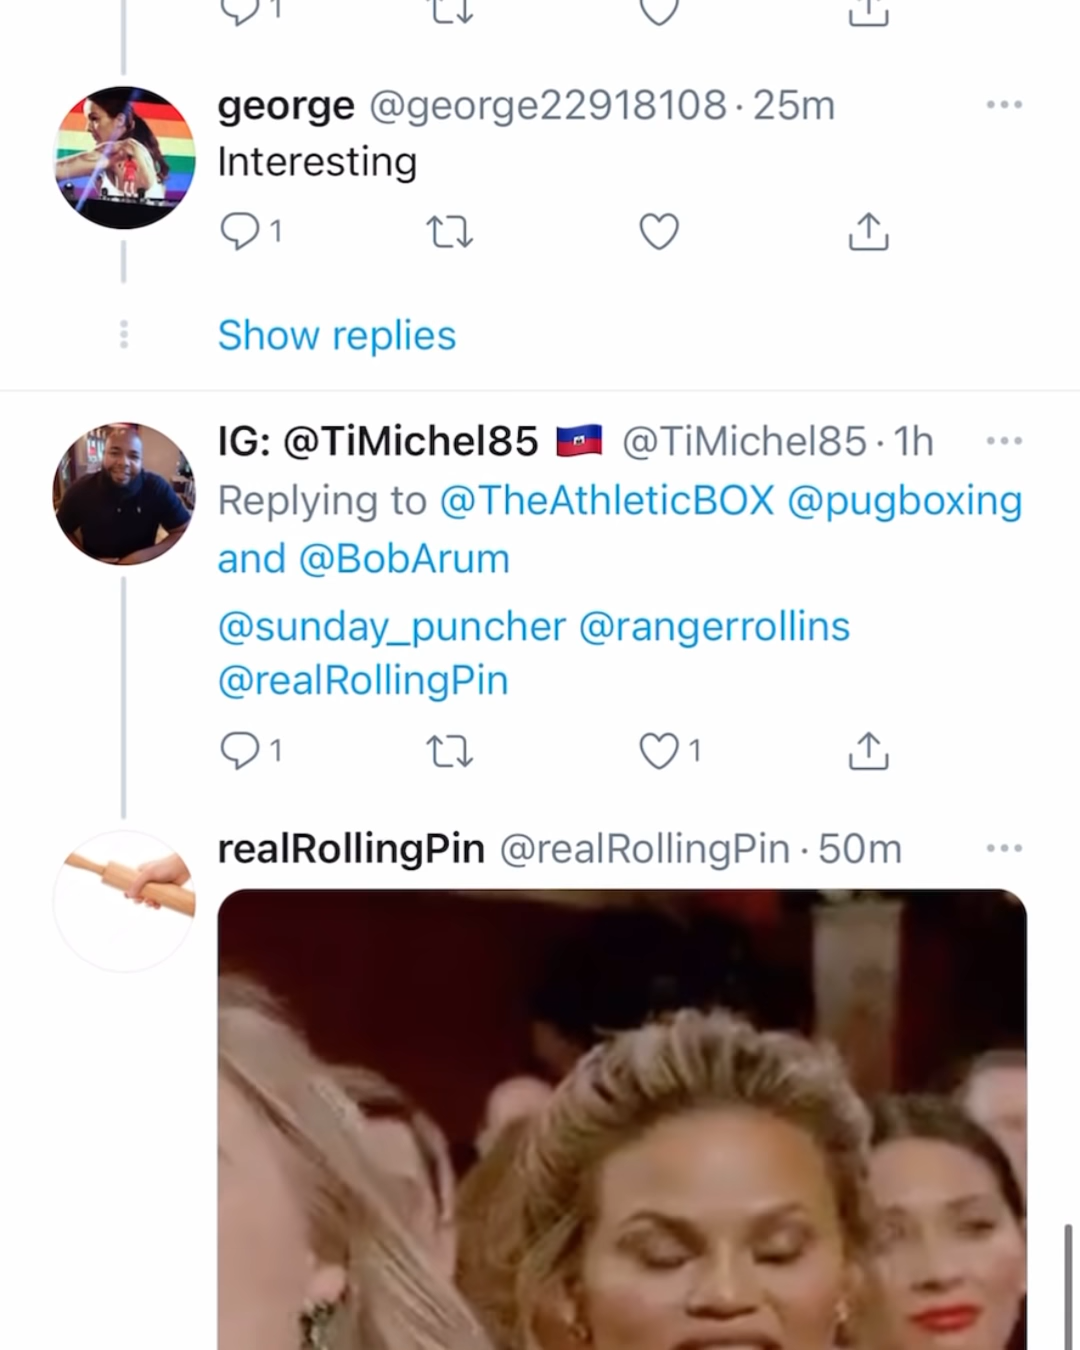 1
george @george22918108 · 25m
Interesting
1
Show replies
IG: @TiMichel85 🇭🇹 @TiMichel85 · 1h
Replying to @TheAthleticBOX @pugboxing
and @BobArum
@sunday_puncher @rangerrollins
@realRollingPin
1 1
realRollingPin @realRollingPin · 50m